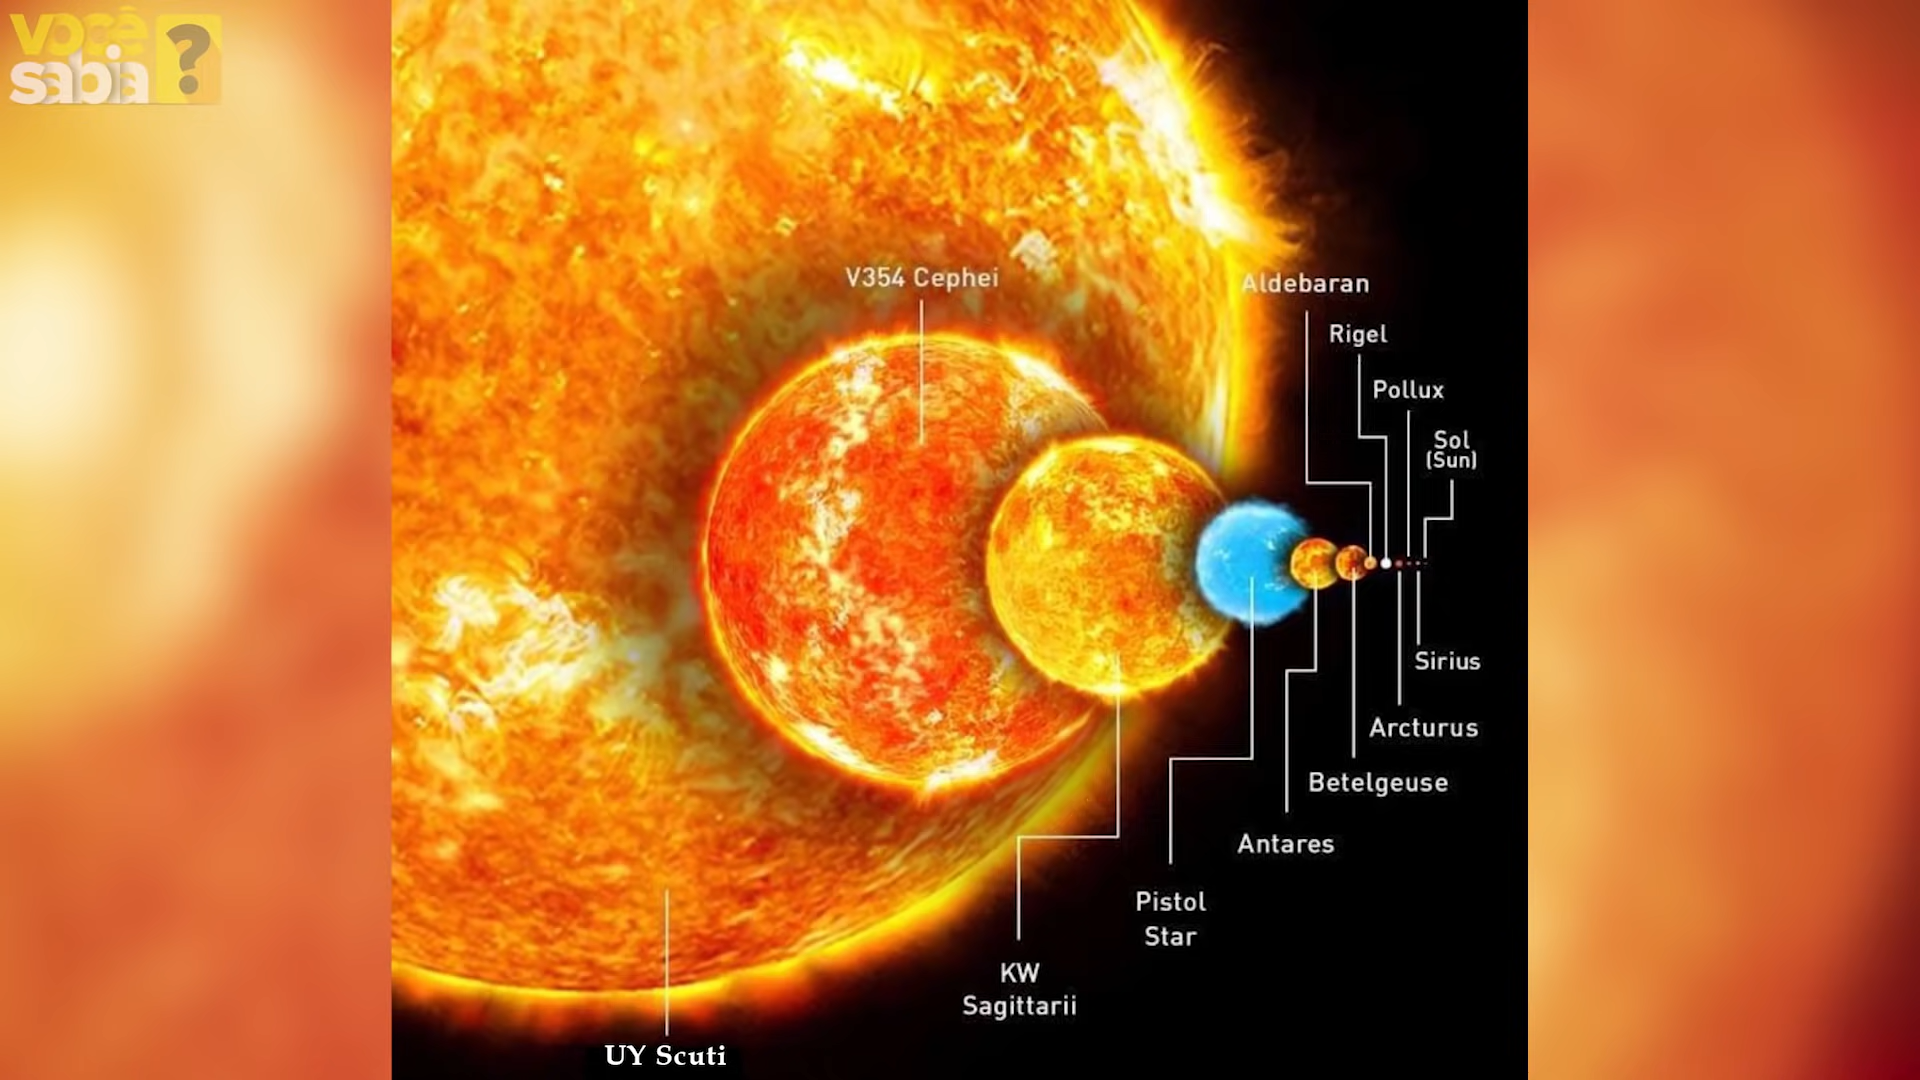 você
sabia ?
V354 Cephei
Aldebaran
Rigel
Pollux
Sol
(Sun)
Sirius
Arcturus
Betelgeuse
Antares
Pistol
Star
KW
Sagittarii
UY Scuti